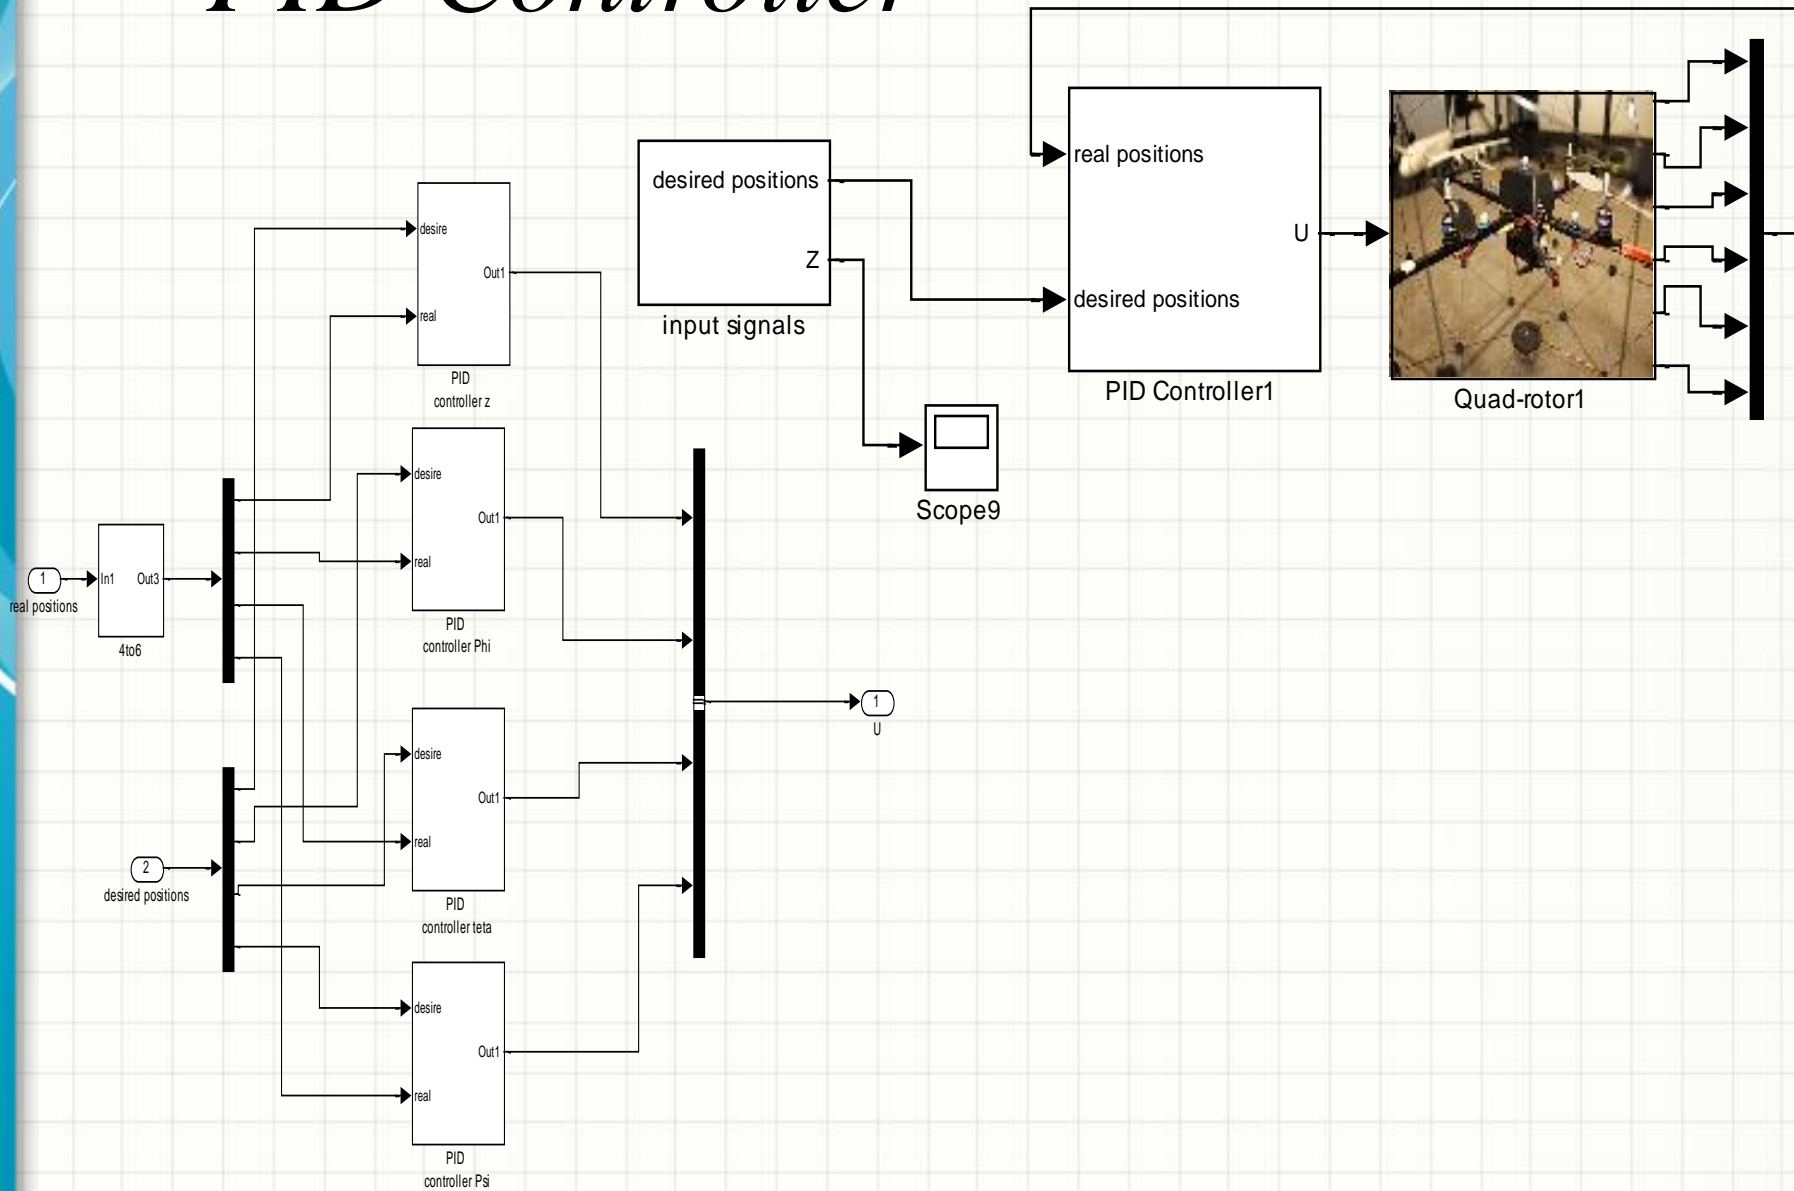 PID Controller
real positions
desired positions
U
PID Controller1
Quad-rotor1
desired positions
Z
input signals
Scope9
desire
real
Out1
PID
controller z
desire
real
Out1
PID
controller Phi
1
real positions
In1
Out3
4to6
desire
real
Out1
PID
controller teta
1
U
2
desired positions
desire
real
Out1
PID
controller Psi